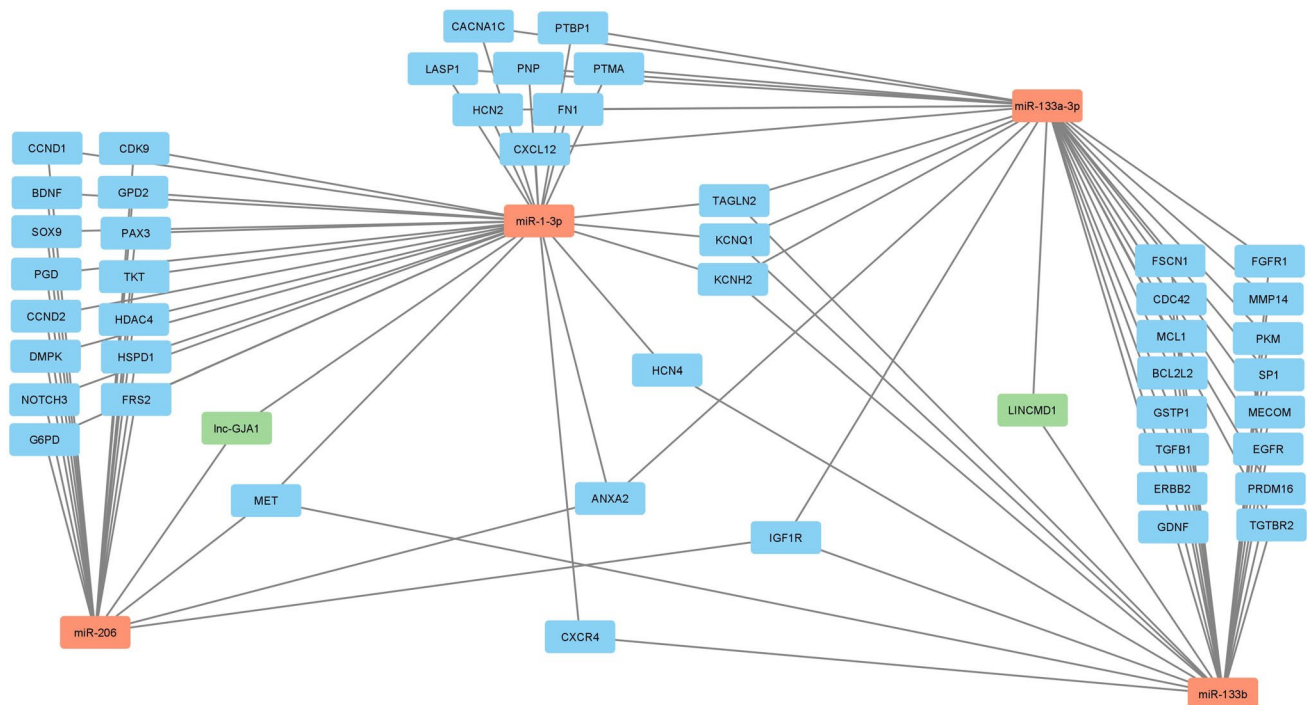 CACNA1C
PTBP1
LASP1
PNP
PTMA
HCN2
FN1
CXCL12
miR-133a-3p
CCND1
CDK9
BDNF
GPD2
SOX9
PAX3
PGD
TKT
CCND2
HDAC4
DMPK
HSPD1
NOTCH3
FRS2
G6PD
miR-1-3p
TAGLN2
KCNQ1
KCNH2
HCN4
lnc-GJA1
MET
ANXA2
IGF1R
CXCR4
LINCMD1
FSCN1
FGFR1
CDC42
MMP14
MCL1
PKM
BCL2L2
SP1
GSTP1
MECOM
TGFB1
EGFR
ERBB2
PRDM16
GDNF
TGTBR2
miR-206
miR-133b